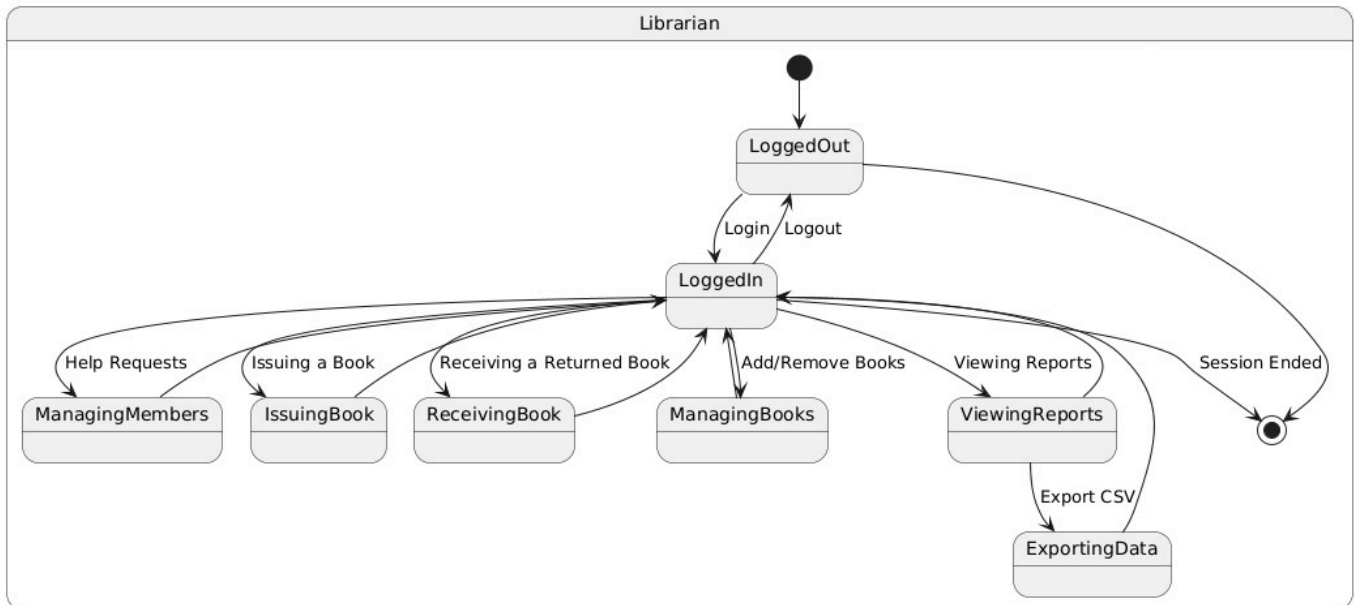 Librarian
LoggedOut
Login
Logout
LoggedIn
Help Requests
Issuing a Book
Receiving a Returned Book
Add/Remove Books
Viewing Reports
Session Ended
ManagingMembers
IssuingBook
ReceivingBook
ManagingBooks
ViewingReports
Export CSV
ExportingData